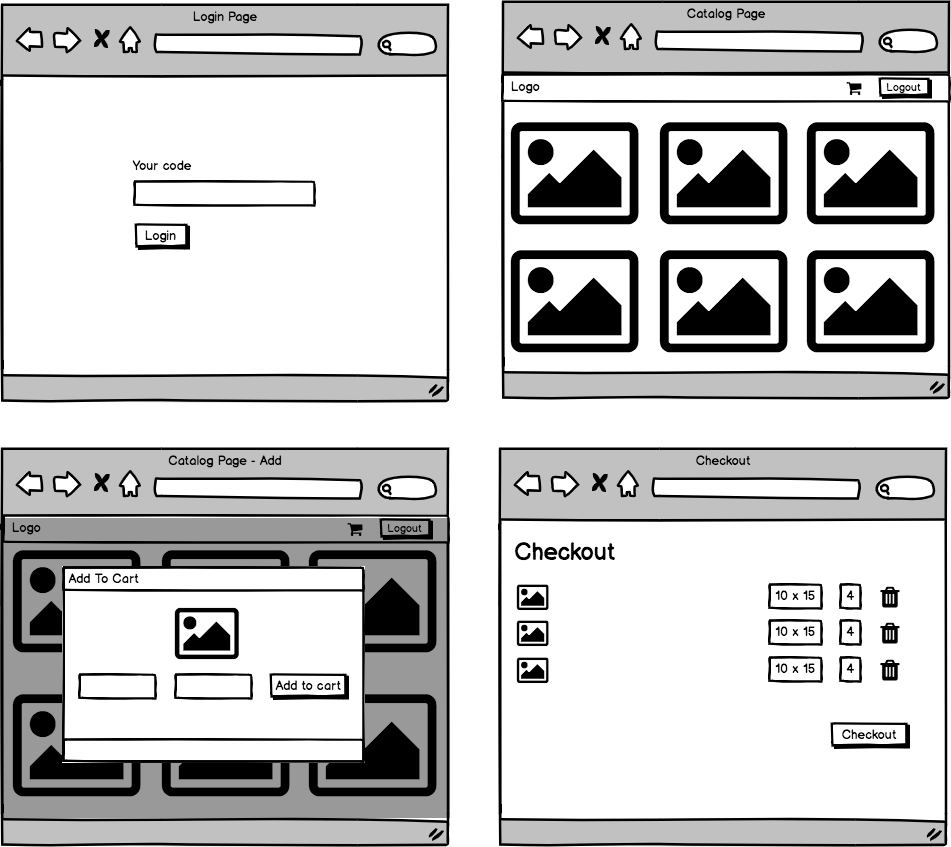 Login Page
Your code
Login
Catalog Page
Logo
Logout
Catalog Page - Add
Logo
Logout
Add To Cart
Add to cart
Checkout
Checkout
10 x 15 4
10 x 15 4
10 x 15 4
Checkout